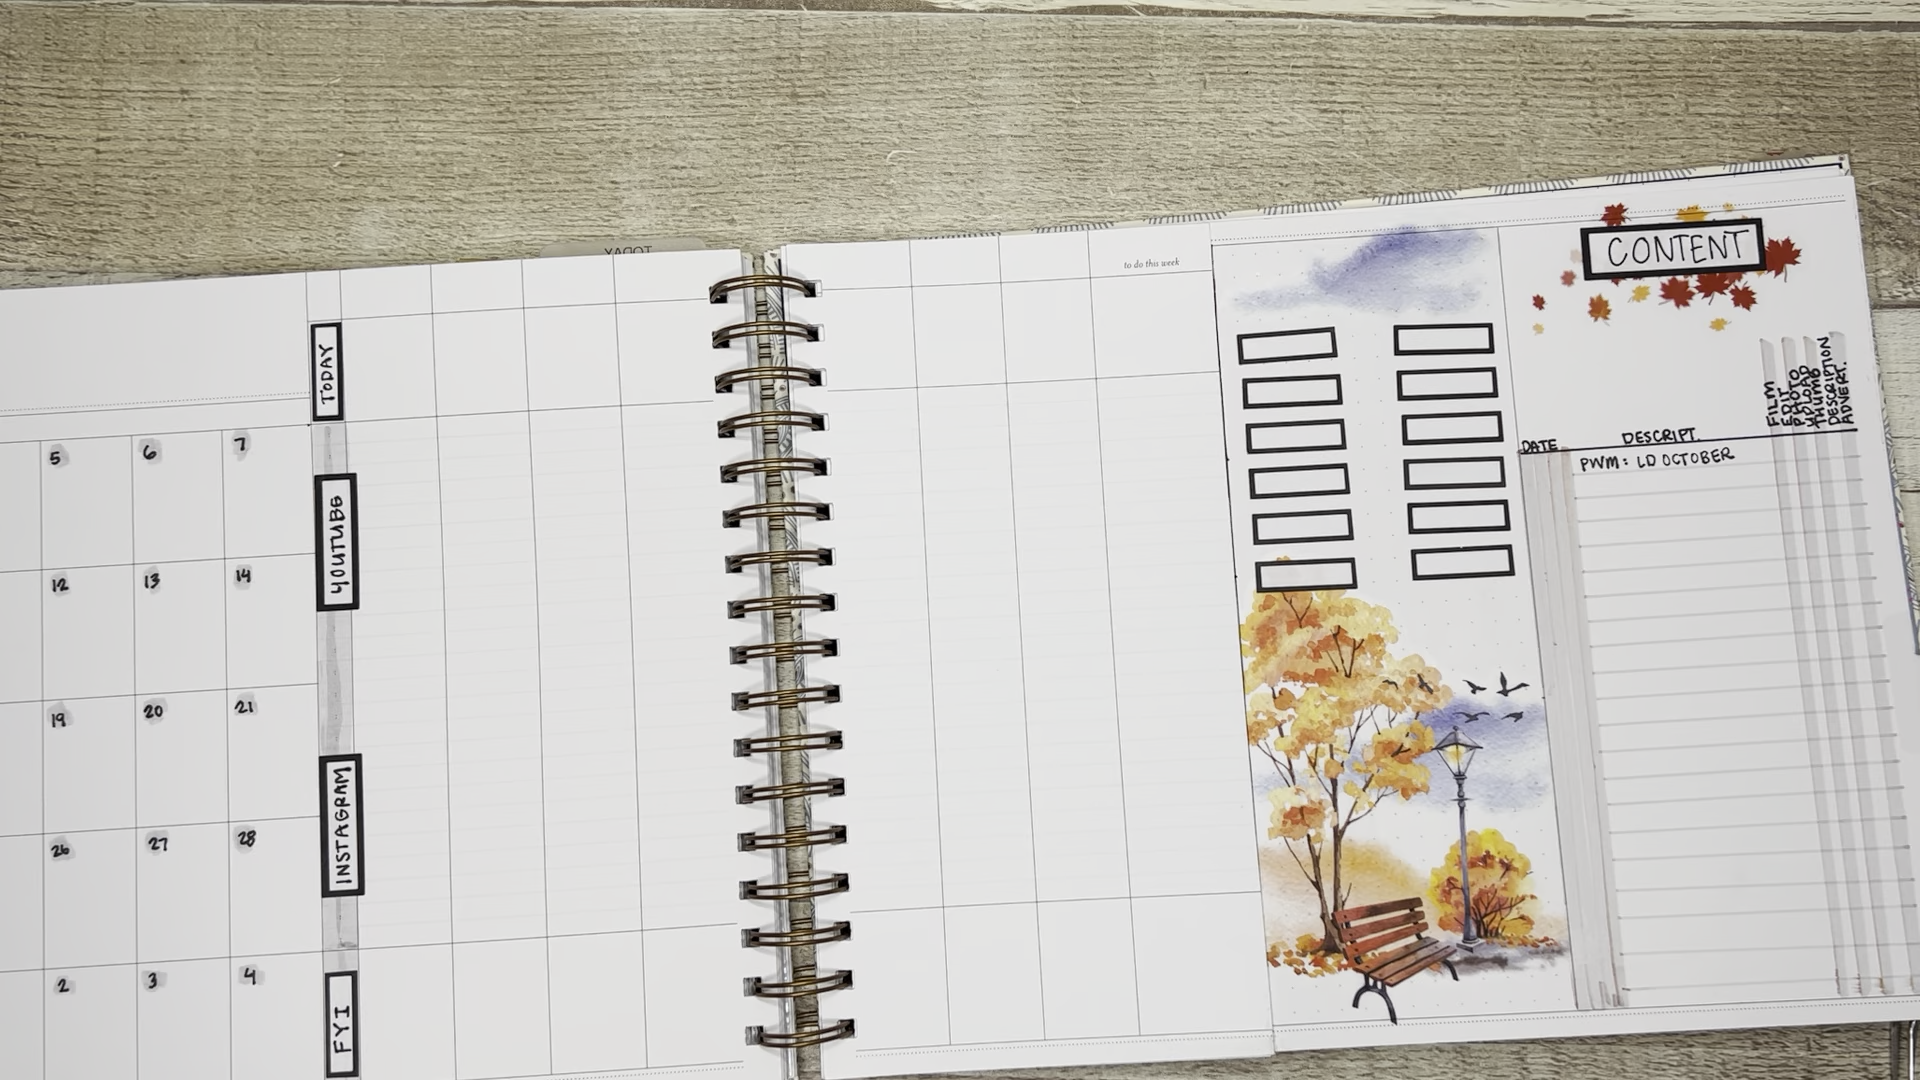 TODAY
5 6 7
12 13 14
19 20 21
26 27 28
2 3 4
TODAY
YOUTUBE
INSTAGRAM
FYI
to do this week
CONTENT
FILM
EDIT
PHOTO
UPLOAD
THUMB
DESCRIPTION
ADVERT.
DATE DESCRIPT.
PWM: LD OCTOBER